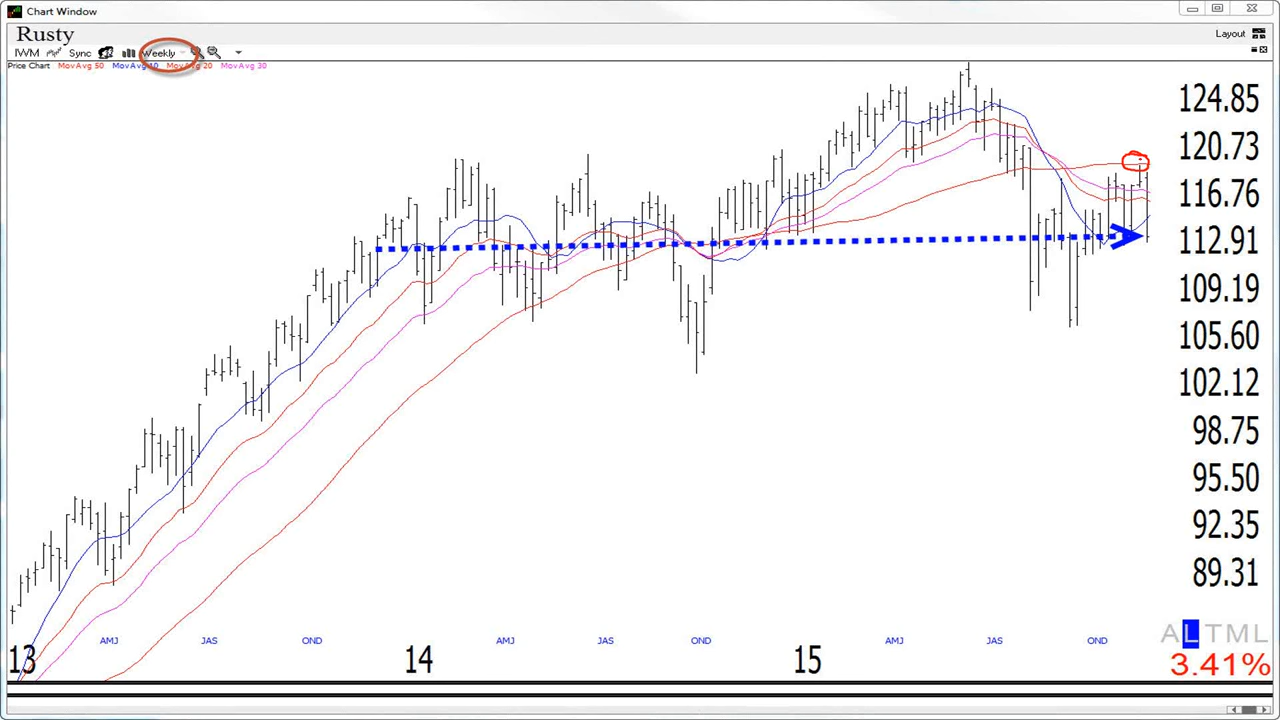 Chart Window
Rusty
Layout
IWM Sync Weekly
Price Chart MovAvg 50 MovAvg 10 MovAvg 20 MovAvg 30
124.85
120.73
116.76
112.91
109.19
105.60
102.12
98.75
95.50
92.35
89.31
AMJ JAS OND AMJ JAS OND AMJ JAS OND
13 14 15
ALTML
3.41%